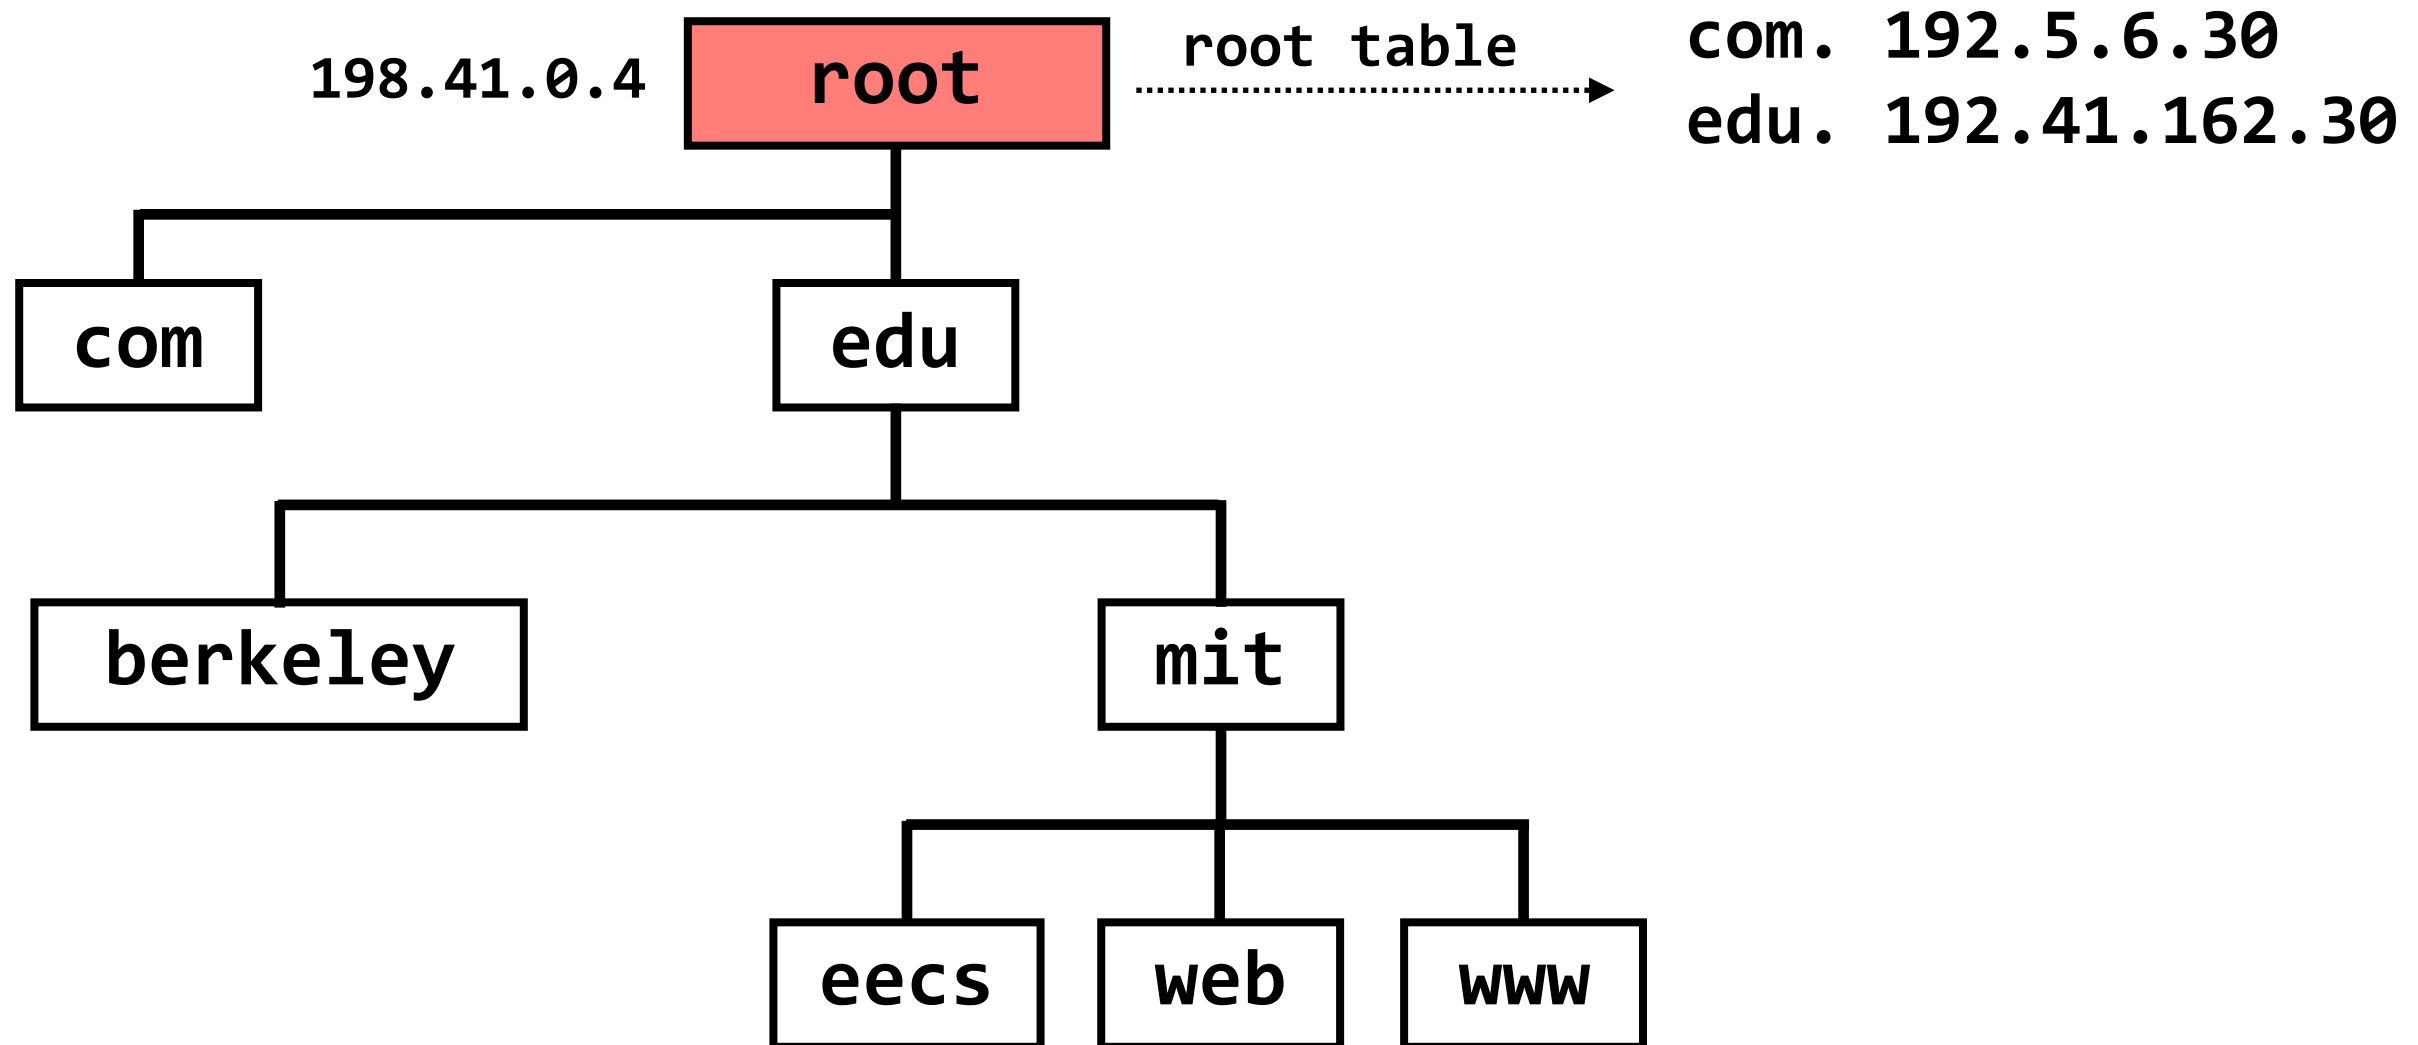 198.41.0.4
root
root table
com. 192.5.6.30
edu. 192.41.162.30
com
edu
berkeley
mit
eecs
web
www